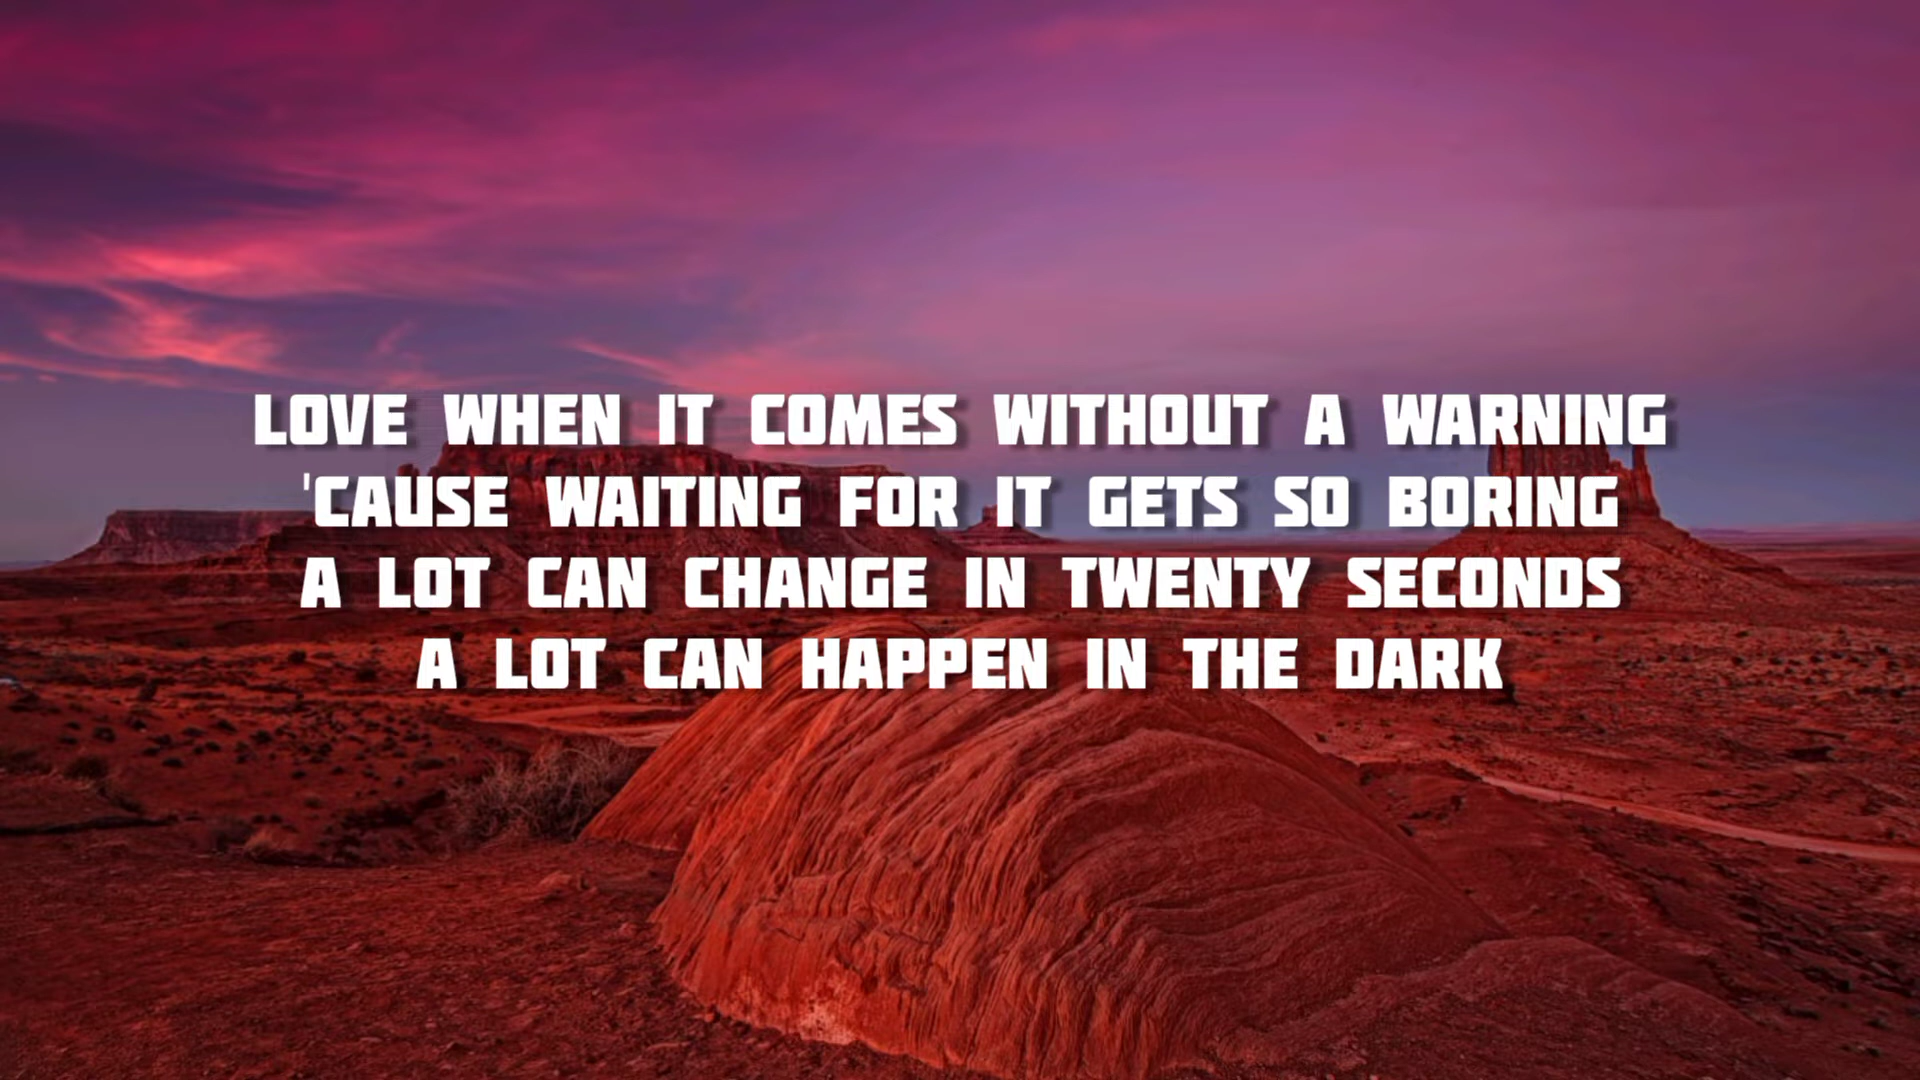 LOVE WHEN IT COMES WITHOUT A WARNING
'CAUSE WAITING FOR IT GETS SO BORING
A LOT CAN CHANGE IN TWENTY SECONDS
A LOT CAN HAPPEN IN THE DARK